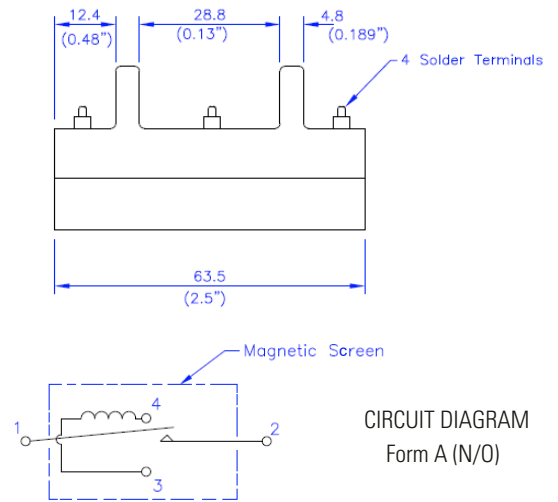 12.4 28.8 4.8
(0.48") (0.13") (0.189")
4 Solder Terminals
63.5
(2.5")
Magnetic Screen
4
1 2
3
CIRCUIT DIAGRAM
Form A (N/O)